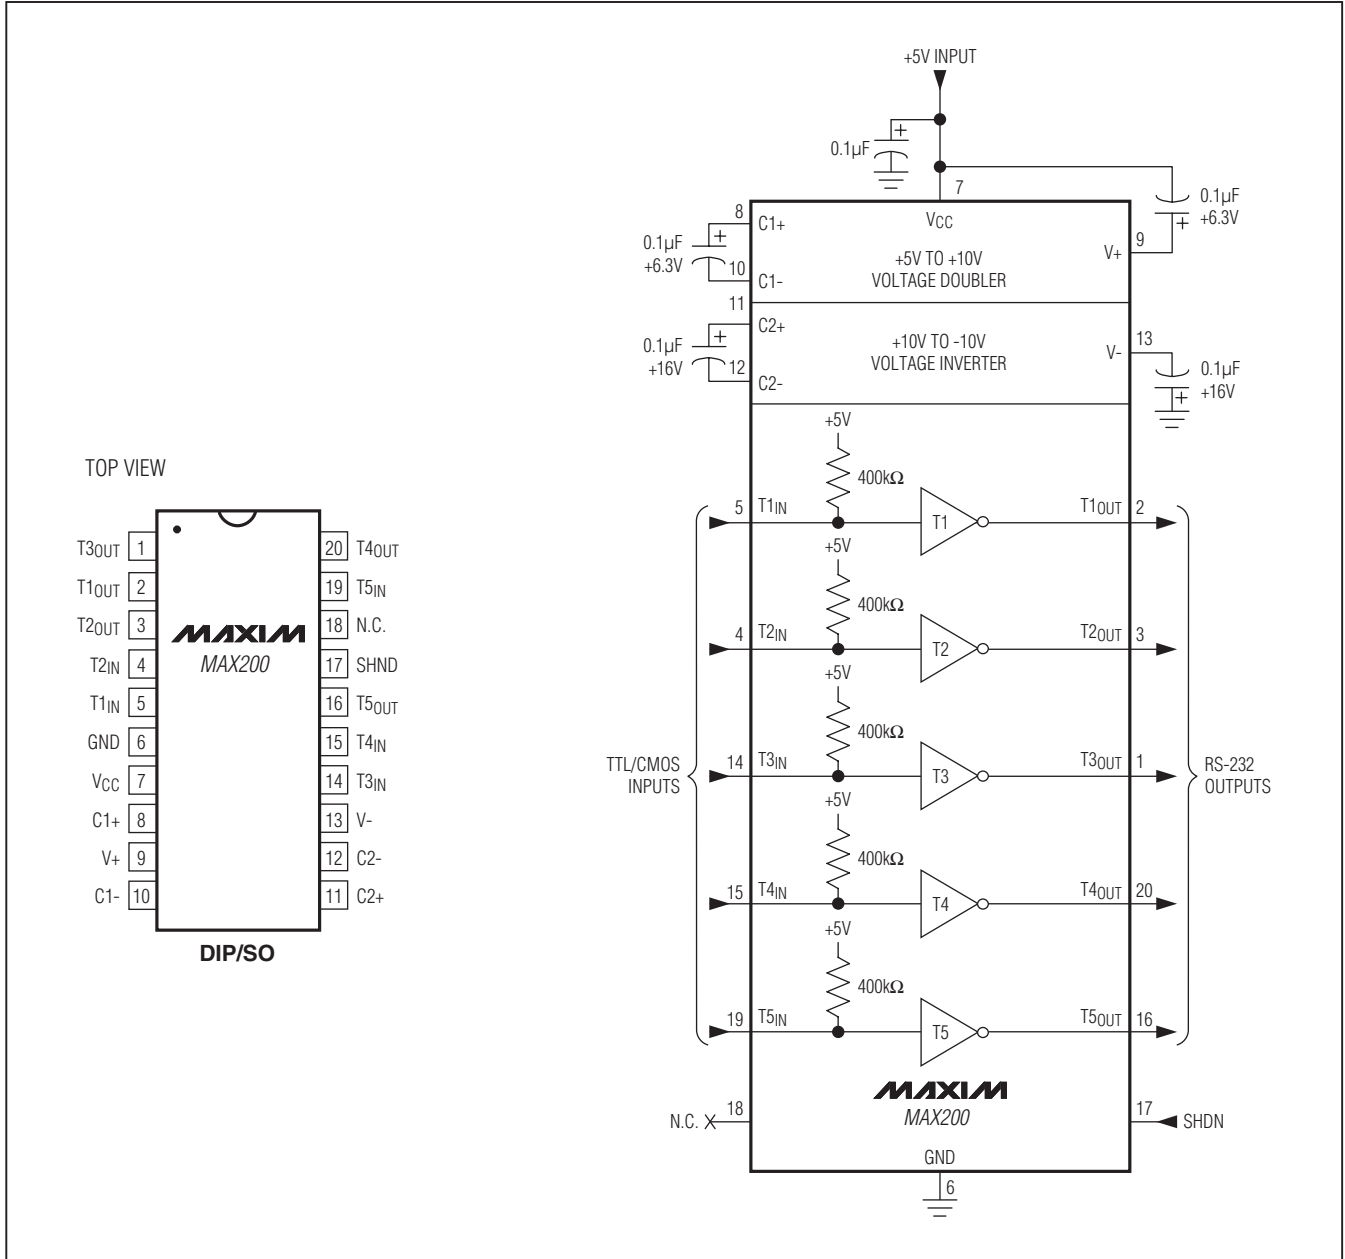 TOP VIEW
T3OUT 1
T1OUT 2
T2OUT 3
T2IN 4
T1IN 5
GND 6
VCC 7
C1+ 8
V+ 9
C1- 10
20 T4OUT
19 T5IN
18 N.C.
17 SHND
16 T5OUT
15 T4IN
14 T3IN
13 V-
12 C2-
11 C2+
MAXIM
MAX200
DIP/SO
+5V INPUT
0.1µF
+
7
VCC
0.1µF
+6.3V
+
9
V+
8
C1+
0.1µF
+6.3V
+
10
C1-
+5V TO +10V
VOLTAGE DOUBLER
11
C2+
0.1µF
+16V
+
12
C2-
+10V TO -10V
VOLTAGE INVERTER
13
V-
0.1µF
+16V
+
+5V
400kΩ
5 T1IN
T1
T1OUT 2
+5V
400kΩ
4 T2IN
T2
T2OUT 3
+5V
400kΩ
TTL/CMOS
INPUTS
14 T3IN
T3
T3OUT 1
RS-232
OUTPUTS
+5V
400kΩ
15 T4IN
T4
T4OUT 20
+5V
400kΩ
19 T5IN
T5
T5OUT 16
MAXIM
MAX200
N.C. 18
17 SHDN
GND
6